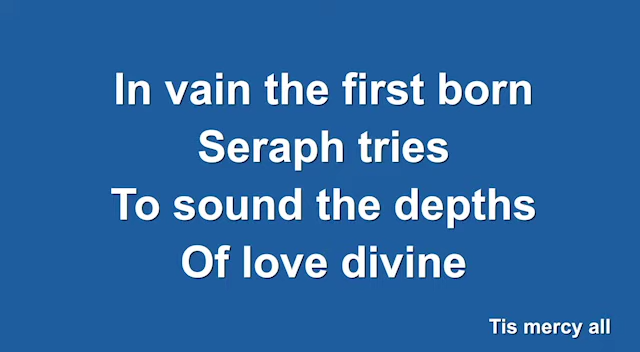 In vain the first born
Seraph tries
To sound the depths
Of love divine
Tis mercy all